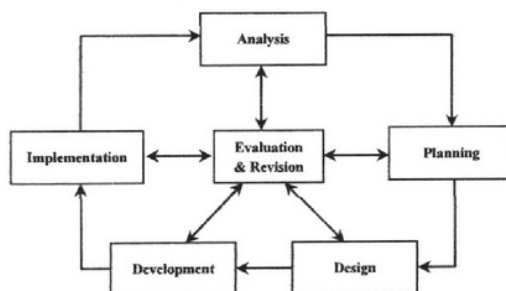 Analysis
Implementation
Evaluation
& Revision
Planning
Development
Design